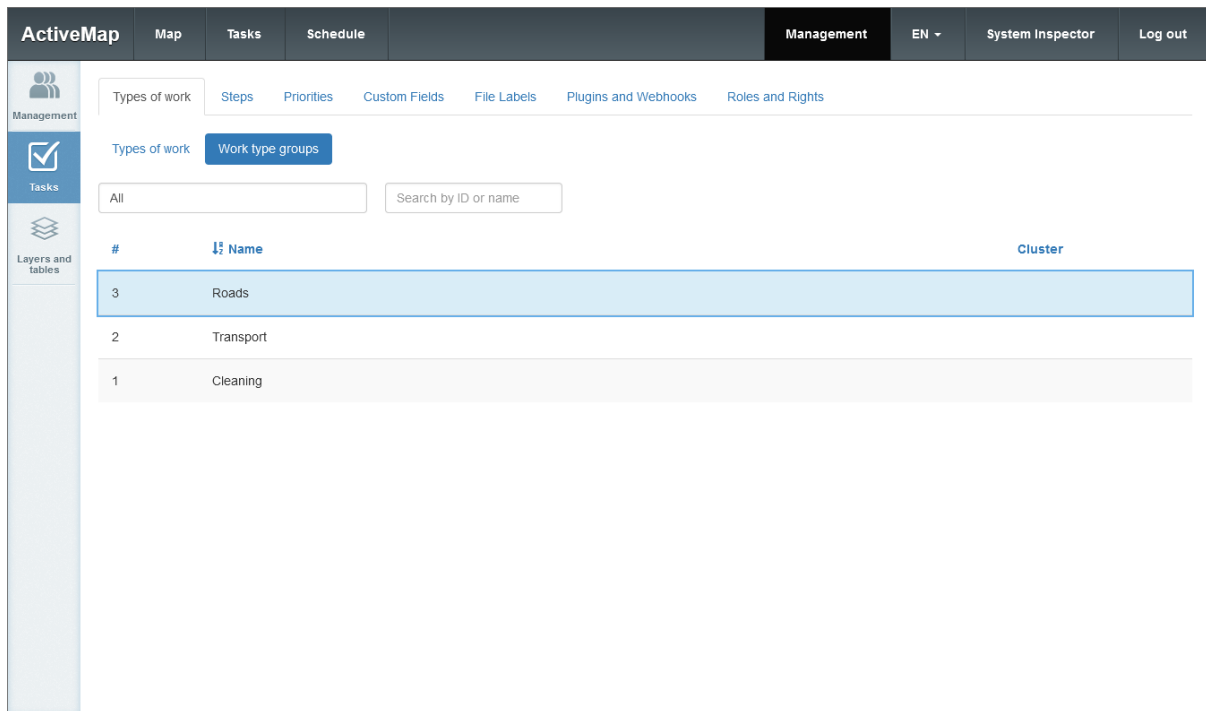 ActiveMap Map Tasks Schedule Management EN System Inspector Log out
Management
Tasks
Layers and
tables
Types of work Steps Priorities Custom Fields File Labels Plugins and Webhooks Roles and Rights
Types of work Work type groups
All Search by ID or name
# Name Cluster
3 Roads
2 Transport
1 Cleaning